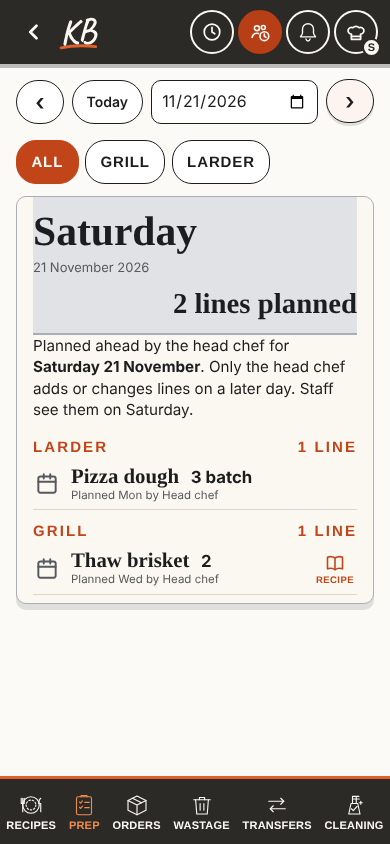 KB
S
‹
Today
11/21/2026
›
ALL
GRILL
LARDER
Saturday
21 November 2026
2 lines planned
Planned ahead by the head chef for
Saturday 21 November. Only the head chef
adds or changes lines on a later day. Staff
see them on Saturday.
LARDER 1 LINE
Pizza dough 3 batch
Planned Mon by Head chef
GRILL 1 LINE
Thaw brisket 2
Planned Wed by Head chef
RECIPE
RECIPES PREP ORDERS WASTAGE TRANSFERS CLEANING